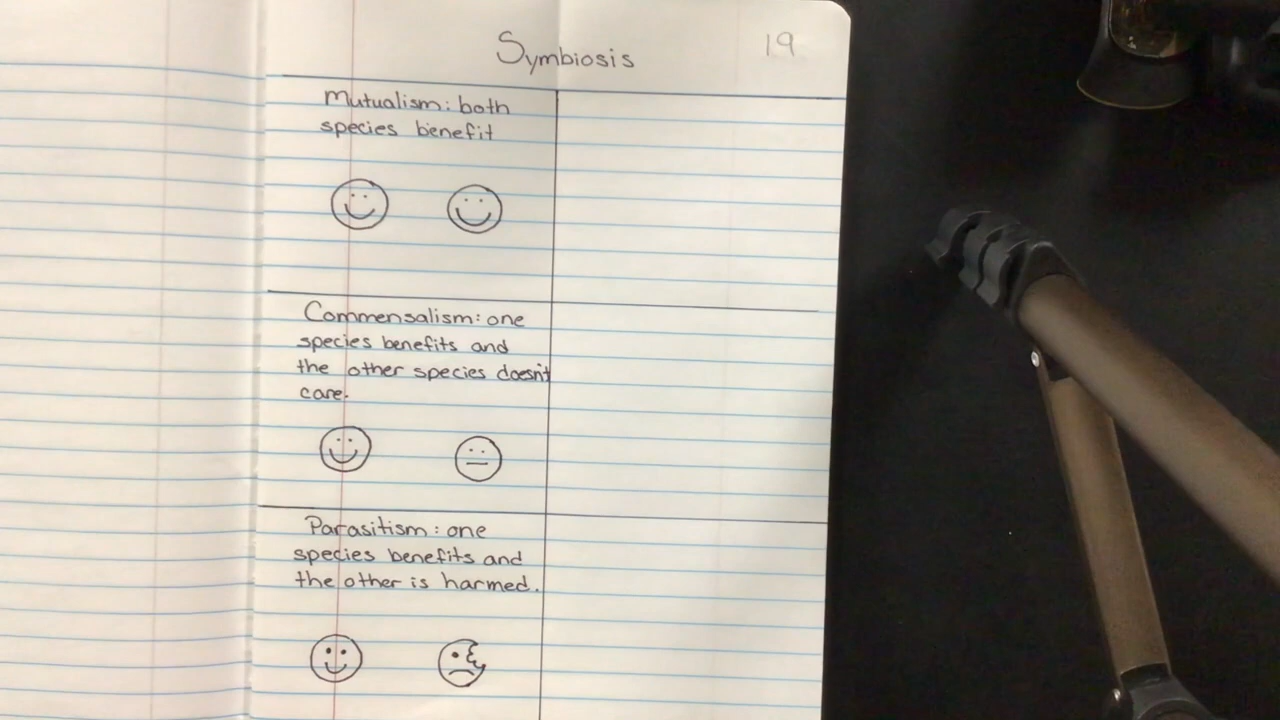 Symbiosis
19
Mutualism: both
species benefit
Commensalism: one
species benefits and
the other species doesn't
care.
Parasitism: one
species benefits and
the other is harmed.